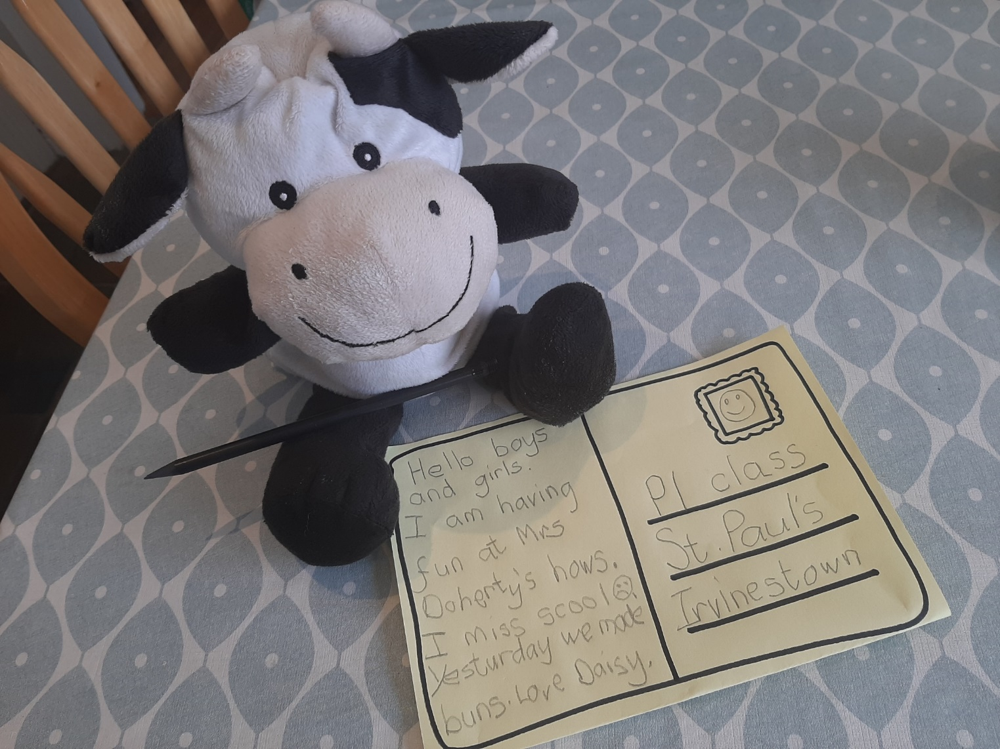 Hello boys
and girls.
I am having
fun at Mrs
Doherty's hows.
I miss scool
Yesturday we made
buns. Love Daisy.
P1 class
St. Paul's
Irvinestown